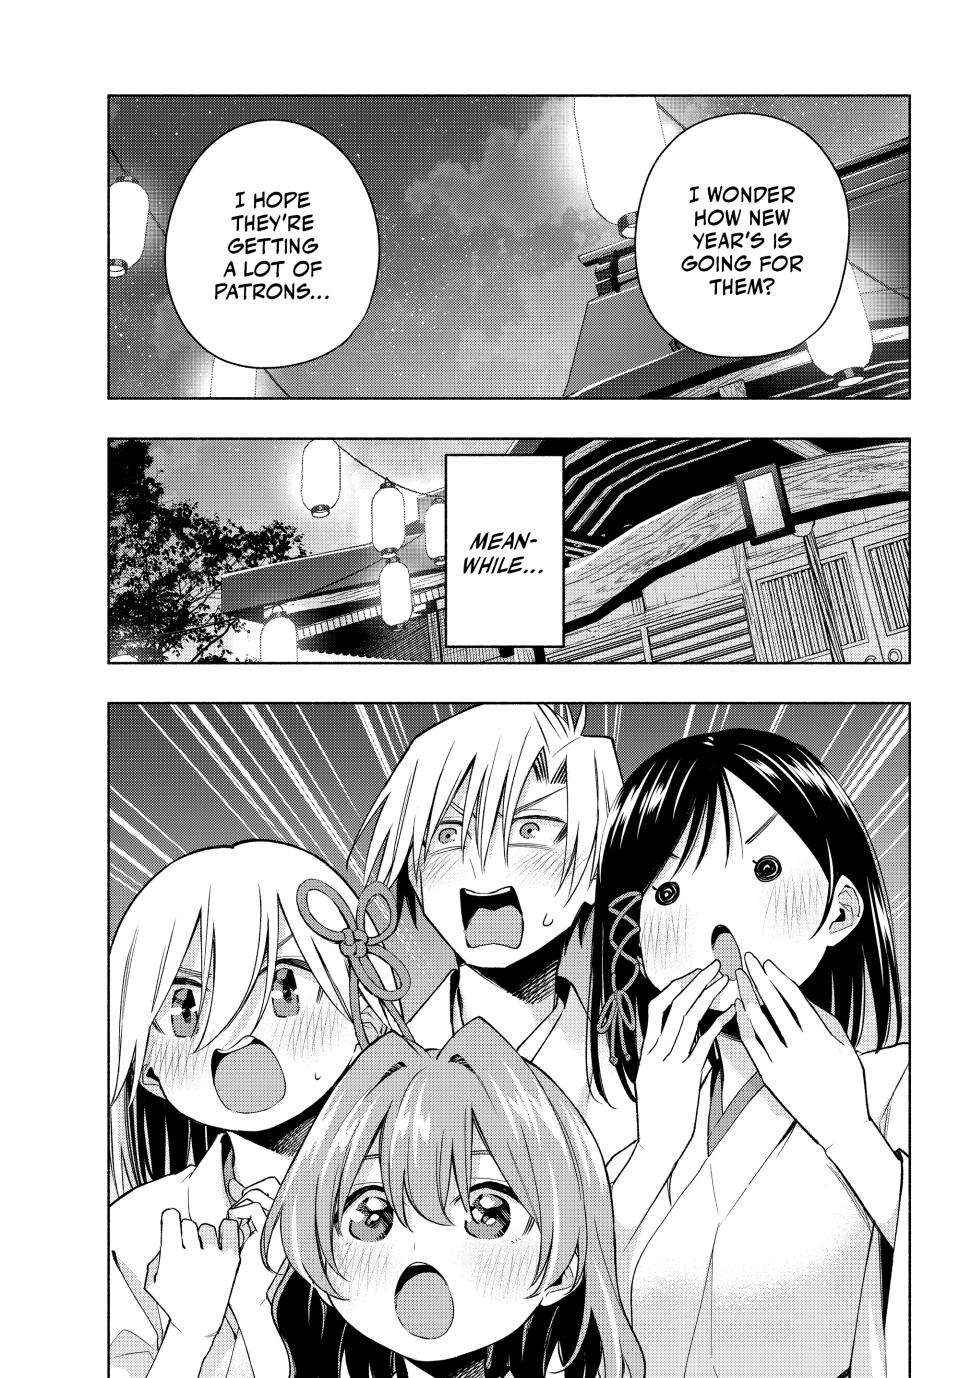 I WONDER
HOW NEW
YEAR'S IS
GOING FOR
THEM?
I HOPE
THEY'RE
GETTING
A LOT OF
PATRONS...
MEAN-
WHILE...